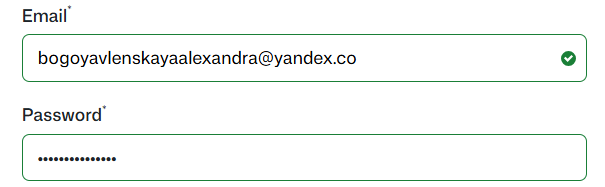 Email*
bogoyavlenskayaalexandra@yandex.co
Password*
•••••••••••••••